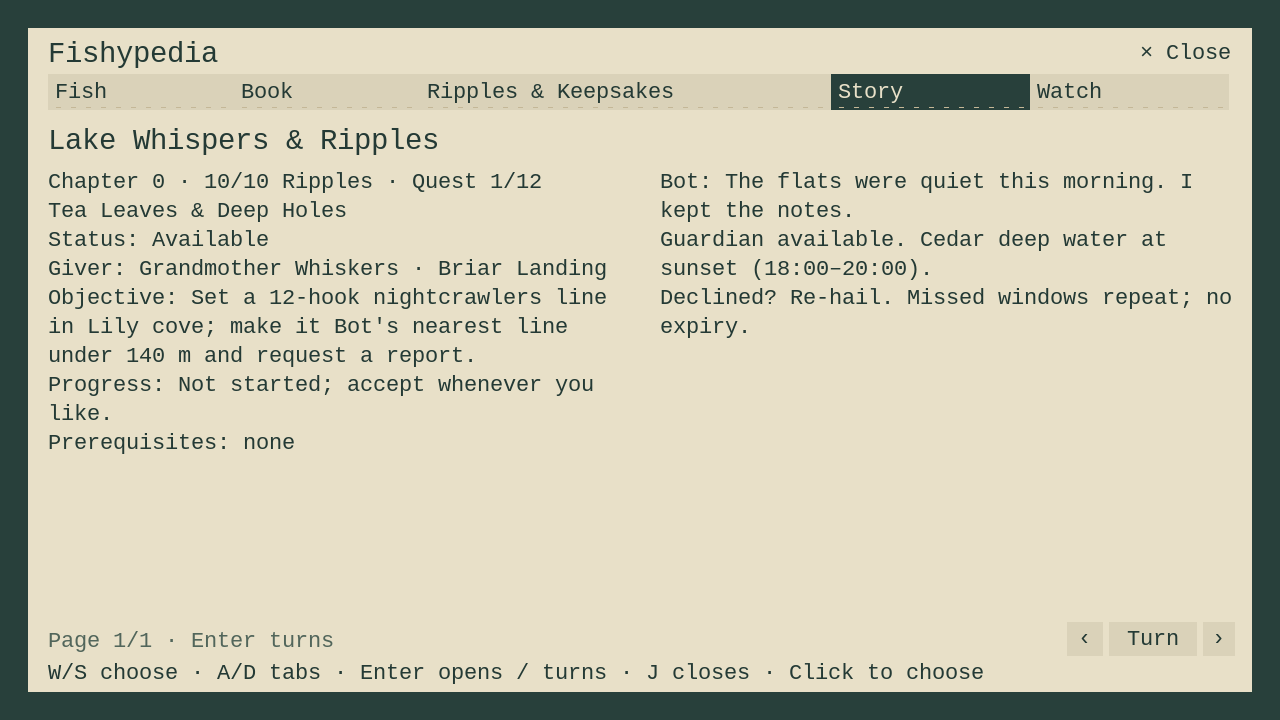 Fishypedia
× Close
Fish
Book
Ripples & Keepsakes
Story
Watch
Lake Whispers & Ripples
Chapter 0 · 10/10 Ripples · Quest 1/12
Tea Leaves & Deep Holes
Status: Available
Giver: Grandmother Whiskers · Briar Landing
Objective: Set a 12-hook nightcrawlers line
in Lily cove; make it Bot's nearest line
under 140 m and request a report.
Progress: Not started; accept whenever you
like.
Prerequisites: none
Bot: The flats were quiet this morning. I
kept the notes.
Guardian available. Cedar deep water at
sunset (18:00–20:00).
Declined? Re-hail. Missed windows repeat; no
expiry.
Page 1/1 · Enter turns
‹
Turn
›
W/S choose · A/D tabs · Enter opens / turns · J closes · Click to choose